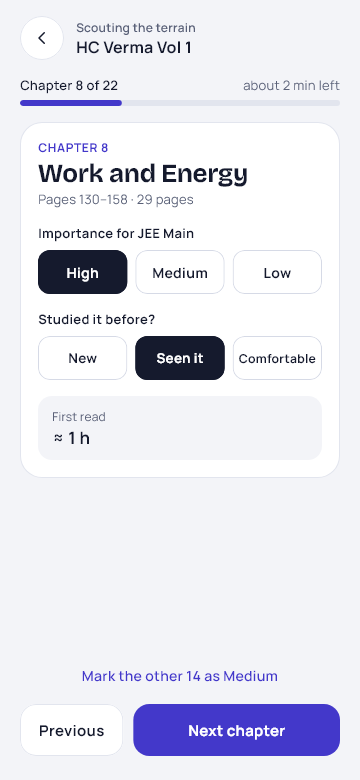 Scouting the terrain
HC Verma Vol 1
Chapter 8 of 22
about 2 min left
CHAPTER 8
Work and Energy
Pages 130–158 · 29 pages
Importance for JEE Main
High
Medium
Low
Studied it before?
New
Seen it
Comfortable
First read
≈ 1 h
Mark the other 14 as Medium
Previous
Next chapter